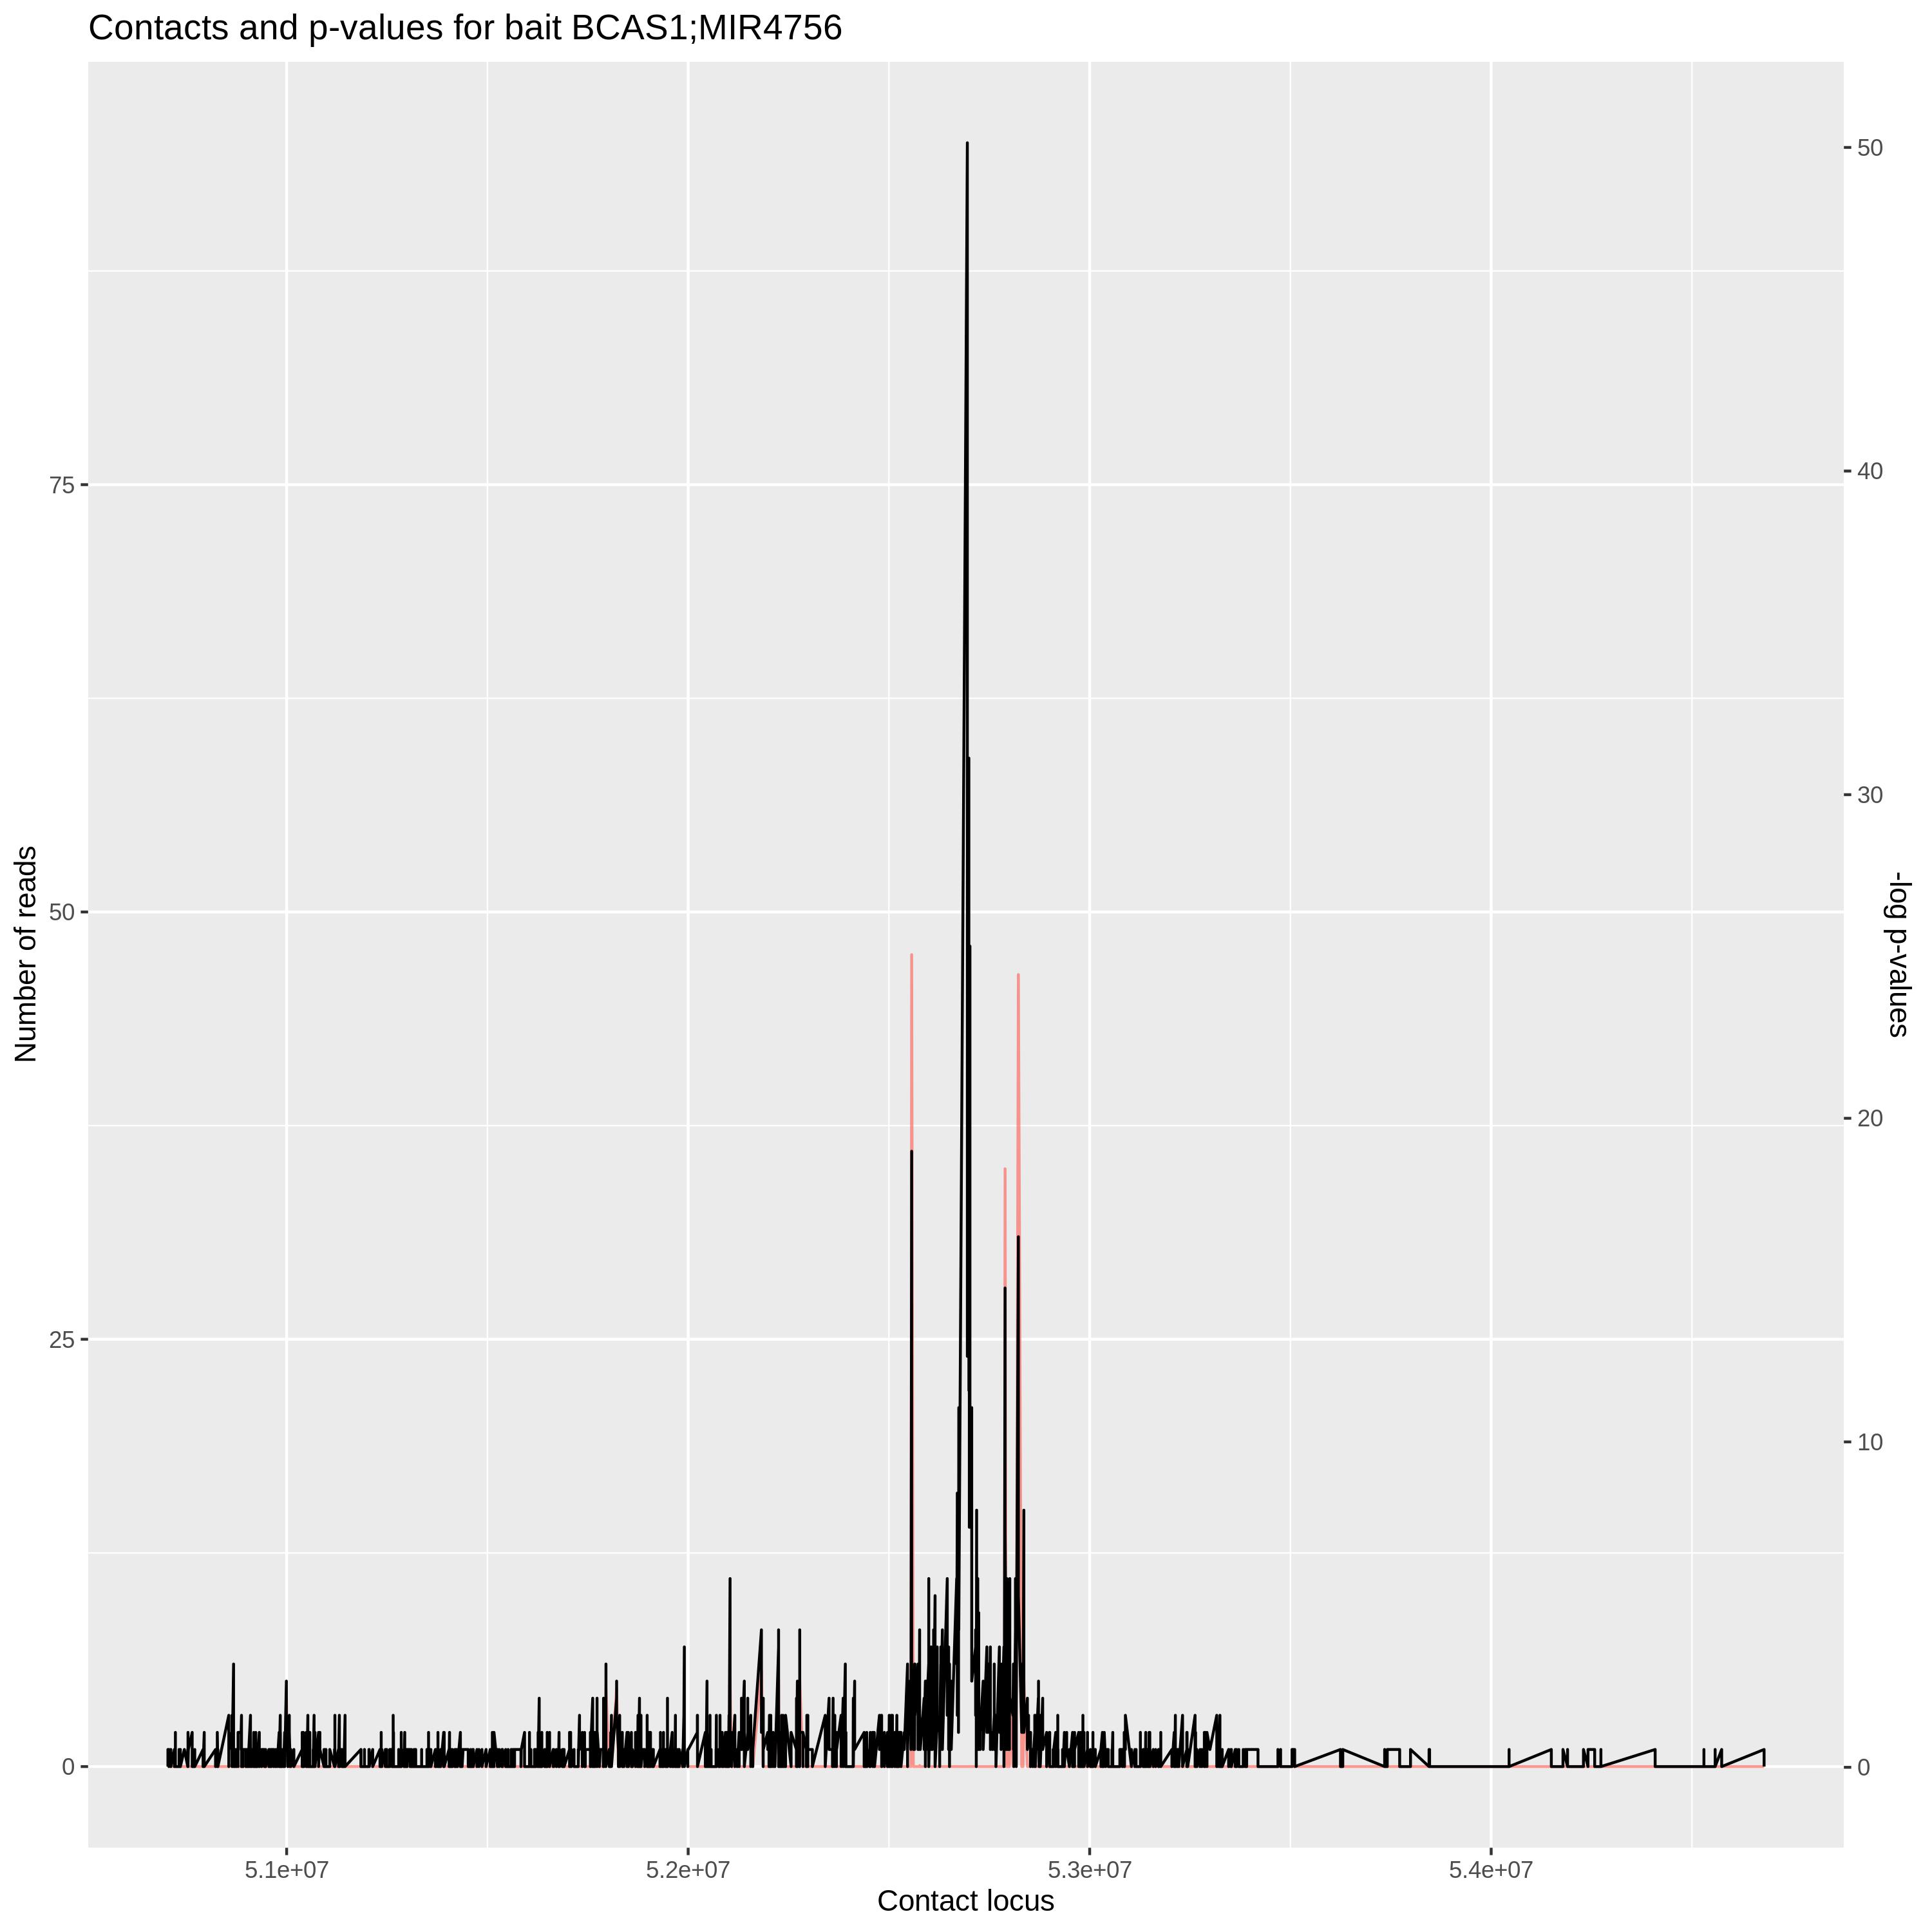 Contacts and p-values for bait BCAS1;MIR4756
Number of reads
75
50
25
0
50
40
30
20
10
0
-log p-values
5.1e+07 5.2e+07 5.3e+07 5.4e+07
Contact locus